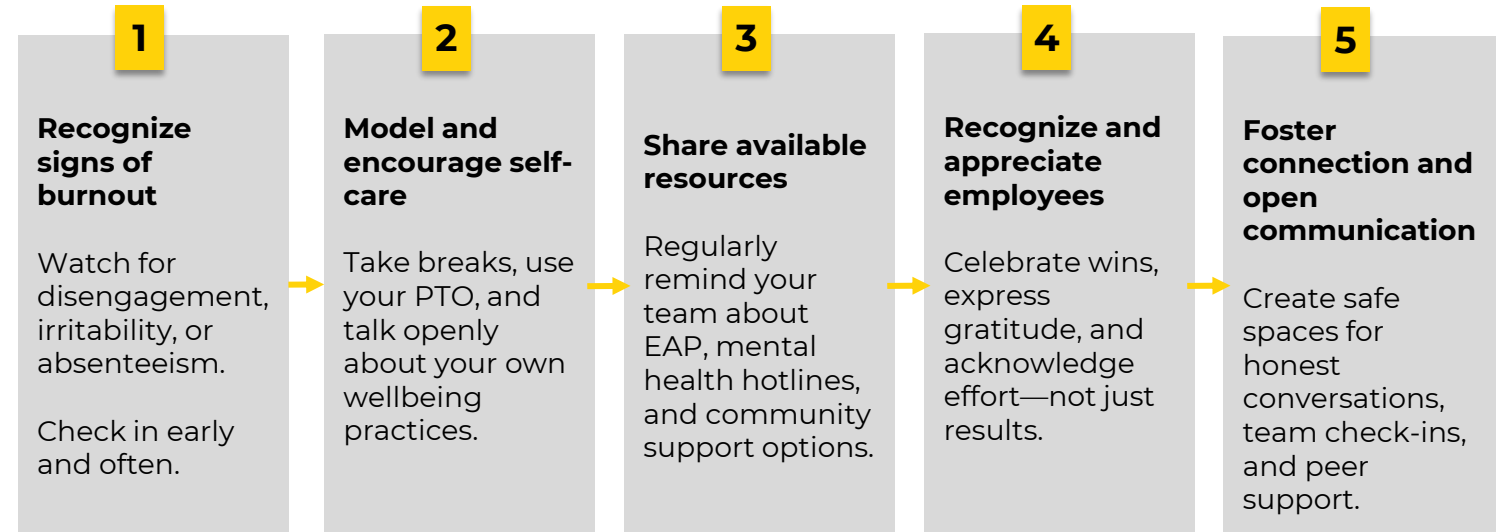 1
Recognize
signs of
burnout
Watch for
disengagement,
irritability, or
absenteeism.
Check in early
and often.
2
Model and
encourage self-
care
Take breaks, use
your PTO, and
talk openly
about your own
wellbeing
practices.
3
Share available
resources
Regularly
remind your
team about
EAP, mental
health hotlines,
and community
support options.
4
Recognize and
appreciate
employees
Celebrate wins,
express
gratitude, and
acknowledge
effort—not just
results.
5
Foster
connection and
open
communication
Create safe
spaces for
honest
conversations,
team check-ins,
and peer
support.